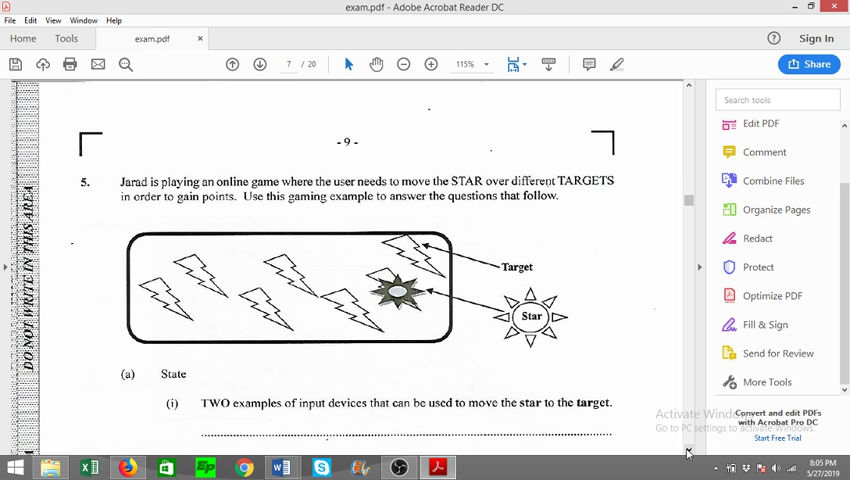 exam.pdf - Adobe Acrobat Reader DC
File Edit View Window Help
Home Tools exam.pdf × Sign In
7 / 20 115% Share
Search tools
Edit PDF
Comment
Combine Files
Organize Pages
Redact
Protect
Optimize PDF
Fill & Sign
Send for Review
More Tools
Convert and edit PDFs
with Acrobat Pro DC
Start Free Trial
DO NOT WRITE IN THIS AREA
- 9 -
5. Jarad is playing an online game where the user needs to move the STAR over different TARGETS
in order to gain points. Use this gaming example to answer the questions that follow.
Target
Star
(a) State
(i) TWO examples of input devices that can be used to move the star to the target.
Activate Windows
Go to PC settings to activate Windows.
8:05 PM
5/27/2019